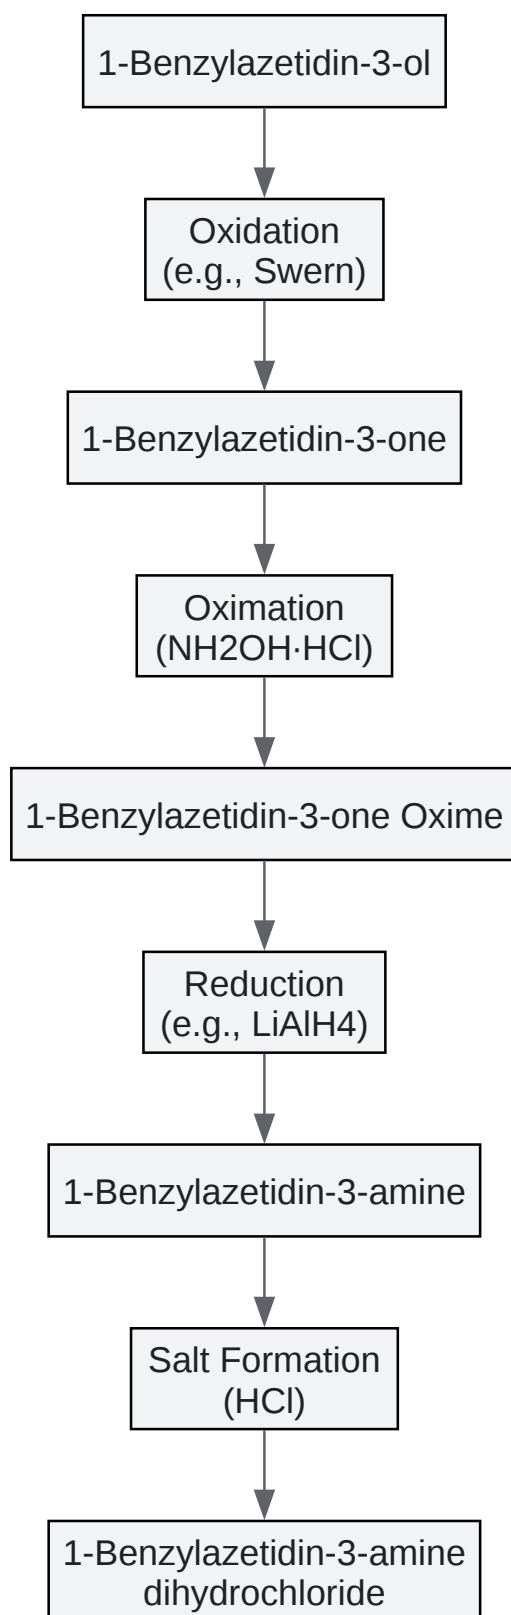 1-Benzylazetidin-3-ol
Oxidation
(e.g., Swern)
1-Benzylazetidin-3-one
Oximation
(NH2OH·HCl)
1-Benzylazetidin-3-one Oxime
Reduction
(e.g., LiAlH4)
1-Benzylazetidin-3-amine
Salt Formation
(HCl)
1-Benzylazetidin-3-amine
dihydrochloride